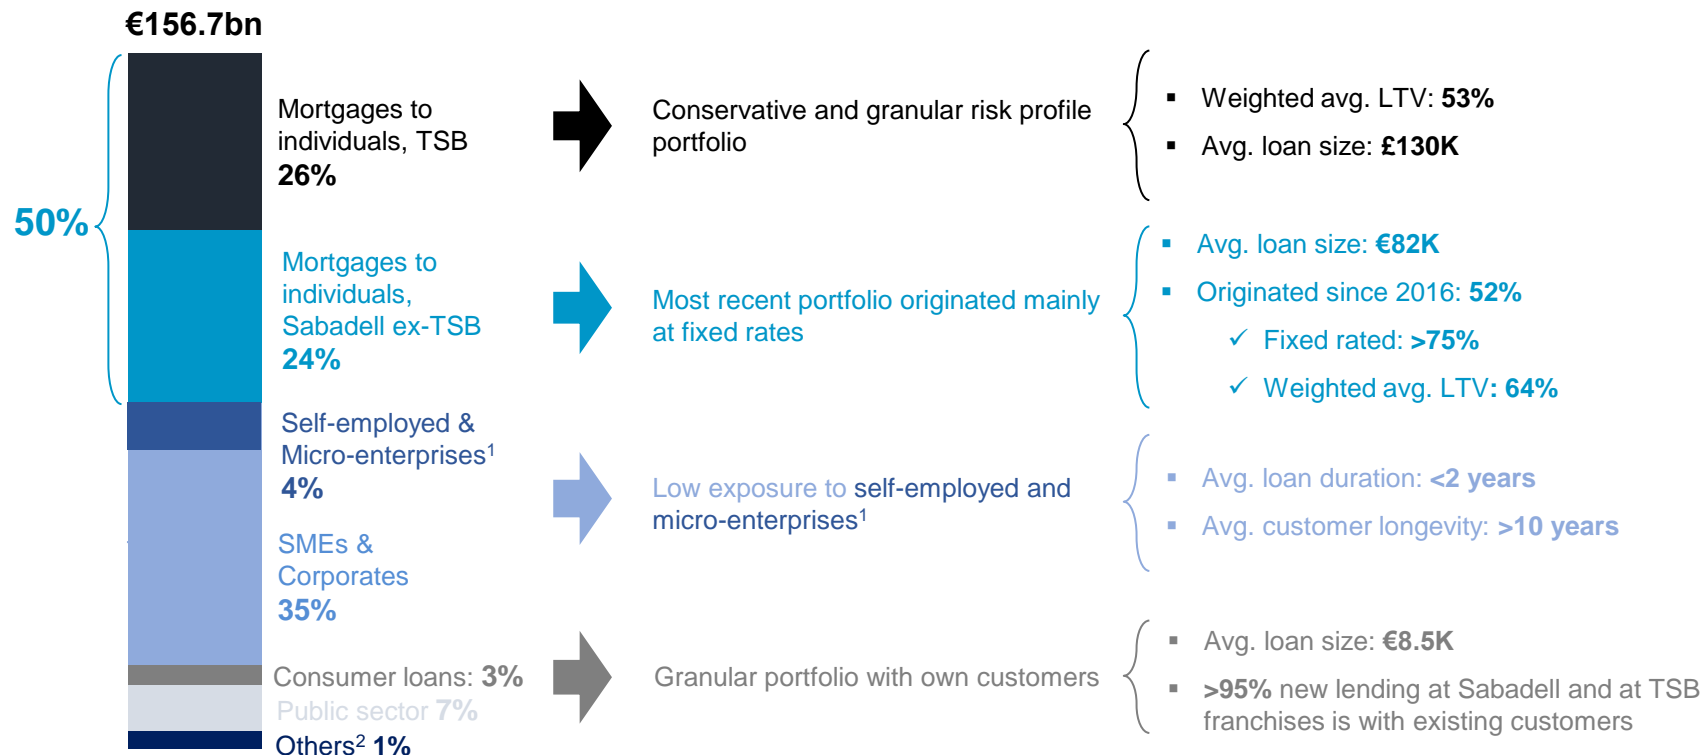 €156.7bn
50%
Mortgages to
individuals, TSB
26%
Conservative and granular risk profile
portfolio
▪ Weighted avg. LTV: 53%
▪ Avg. loan size: £130K
Mortgages to
individuals,
Sabadell ex-TSB
24%
Most recent portfolio originated mainly
at fixed rates
▪ Avg. loan size: €82K
▪ Originated since 2016: 52%
✓ Fixed rated: >75%
✓ Weighted avg. LTV: 64%
Self-employed &
Micro-enterprises¹
4%
SMEs &
Corporates
35%
Low exposure to self-employed and
micro-enterprises¹
▪ Avg. loan duration: <2 years
▪ Avg. customer longevity: >10 years
Consumer loans: 3%
Public sector 7%
Others² 1%
Granular portfolio with own customers
▪ Avg. loan size: €8.5K
▪ >95% new lending at Sabadell and at TSB
franchises is with existing customers